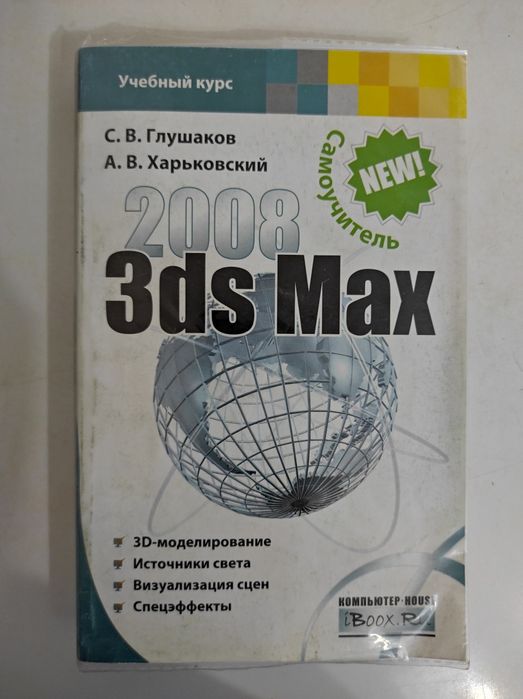 Учебный курс
С. В. Глушаков
А. В. Харьковский
Самоучитель
NEW!
2008
3ds Max
3D-моделирование
Источники света
Визуализация сцен
Спецэффекты
КОМПЬЮТЕР·HOUSE
iBOOX.RU